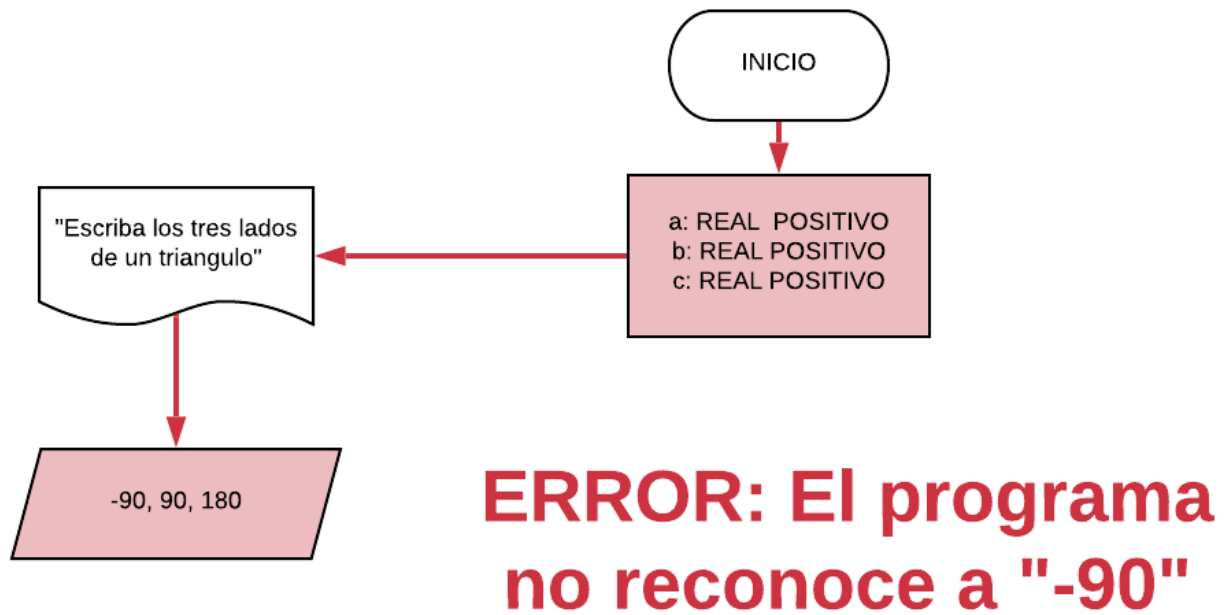 INICIO
a: REAL POSITIVO
b: REAL POSITIVO
c: REAL POSITIVO
"Escriba los tres lados
de un triangulo"
-90, 90, 180
ERROR: El programa
no reconoce a "-90"